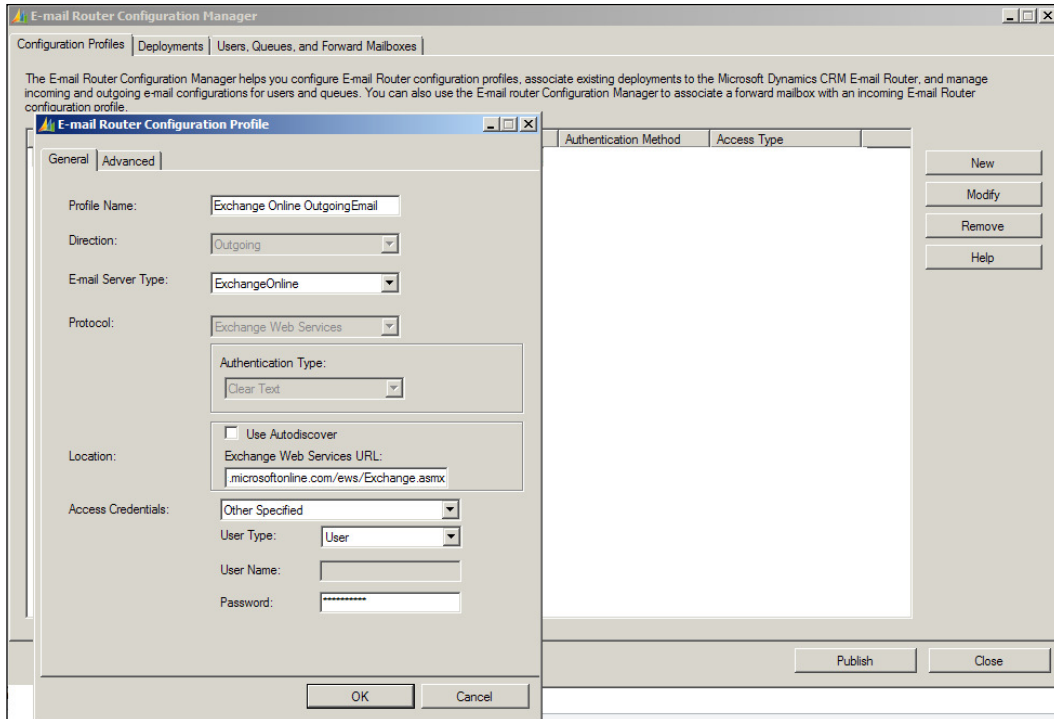 E-mail Router Configuration Manager
Configuration Profiles
Deployments
Users, Queues, and Forward Mailboxes
The E-mail Router Configuration Manager helps you configure E-mail Router configuration profiles, associate existing deployments to the Microsoft Dynamics CRM E-mail Router, and manage
incoming and outgoing e-mail configurations for users and queues. You can also use the E-mail router Configuration Manager to associate a forward mailbox with an incoming E-mail Router
configuration profile.
Authentication Method
Access Type
New
Modify
Remove
Help
E-mail Router Configuration Profile
General
Advanced
Profile Name:
Exchange Online OutgoingEmail
Direction:
Outgoing
E-mail Server Type:
ExchangeOnline
Protocol:
Exchange Web Services
Authentication Type:
Clear Text
Use Autodiscover
Location:
Exchange Web Services URL:
.microsoftonline.com/ews/Exchange.asmx
Access Credentials:
Other Specified
User Type:
User
User Name:
Password:
**********
OK
Cancel
Publish
Close